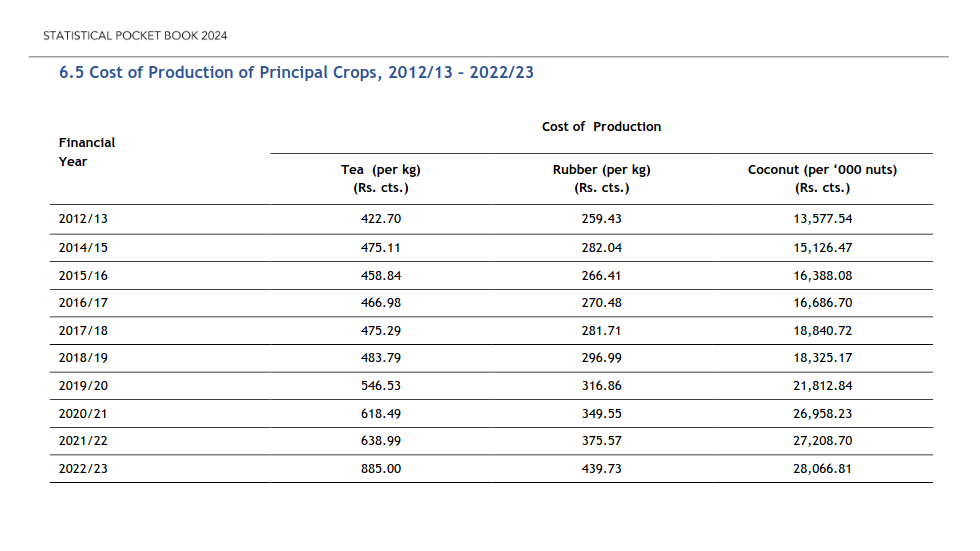 STATISTICAL POCKET BOOK 2024
6.5 Cost of Production of Principal Crops, 2012/13 - 2022/23
Financial Year
Cost of Production
Tea (per kg) (Rs. cts.) Rubber (per kg) (Rs. cts.) Coconut (per ‘000 nuts) (Rs. cts.)
2012/13 422.70 259.43 13,577.54
2014/15 475.11 282.04 15,126.47
2015/16 458.84 266.41 16,388.08
2016/17 466.98 270.48 16,686.70
2017/18 475.29 281.71 18,840.72
2018/19 483.79 296.99 18,325.17
2019/20 546.53 316.86 21,812.84
2020/21 618.49 349.55 26,958.23
2021/22 638.99 375.57 27,208.70
2022/23 885.00 439.73 28,066.81